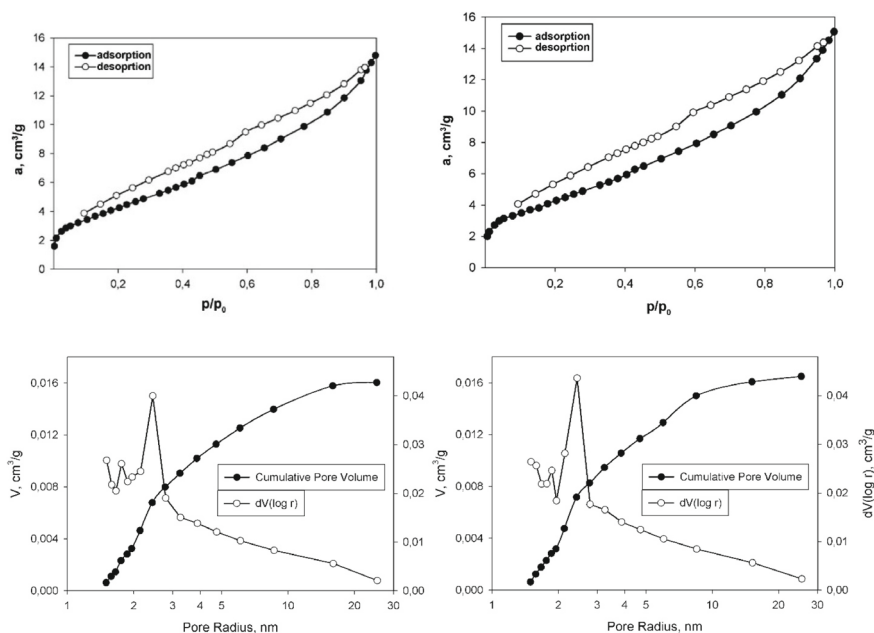 16
14
12
10
8
6
4
2
0
a, cm³/g
adsorption
desoprtion
0,2 0,4 0,6 0,8 1,0
p/p₀
16
14
12
10
8
6
4
2
0
a, cm³/g
adsorption
desoprtion
0,2 0,4 0,6 0,8 1,0
p/p₀
0,016
0,012
0,008
0,004
0,000
V, cm³/g
Cumulative Pore Volume
dV(log r)
0,04
0,03
0,02
0,01
0,00
1 2 3 4 5 10 20 30
Pore Radius, nm
0,016
0,012
0,008
0,004
0,000
V, cm³/g
Cumulative Pore Volume
dV(log r)
0,04
0,03
0,02
0,01
0,00
dV(log r), cm³/g
1 2 3 4 5 10 20 30
Pore Radius, nm